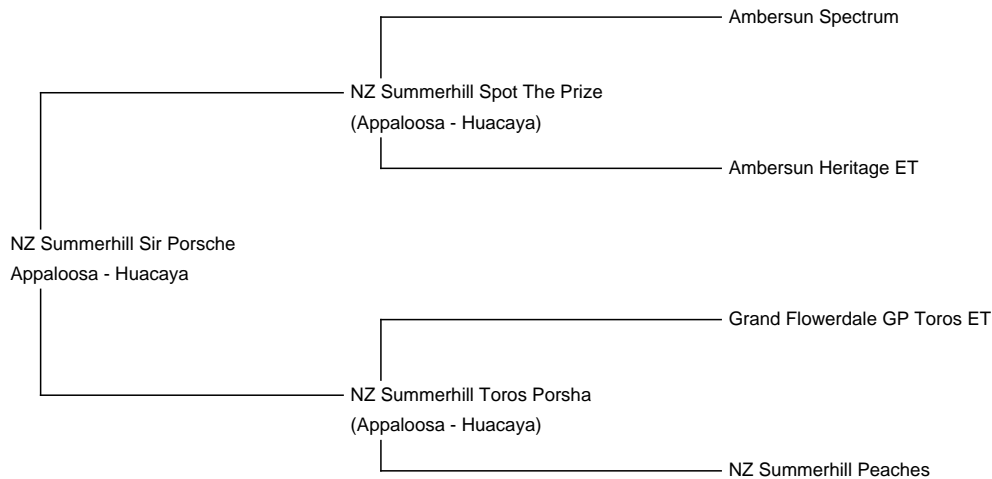 Ambersun Spectrum
NZ Summerhill Spot The Prize
(Appaloosa - Huacaya)
Ambersun Heritage ET
NZ Summerhill Sir Porsche
Appaloosa - Huacaya
Grand Flowerdale GP Toros ET
NZ Summerhill Toros Porsha
(Appaloosa - Huacaya)
NZ Summerhill Peaches